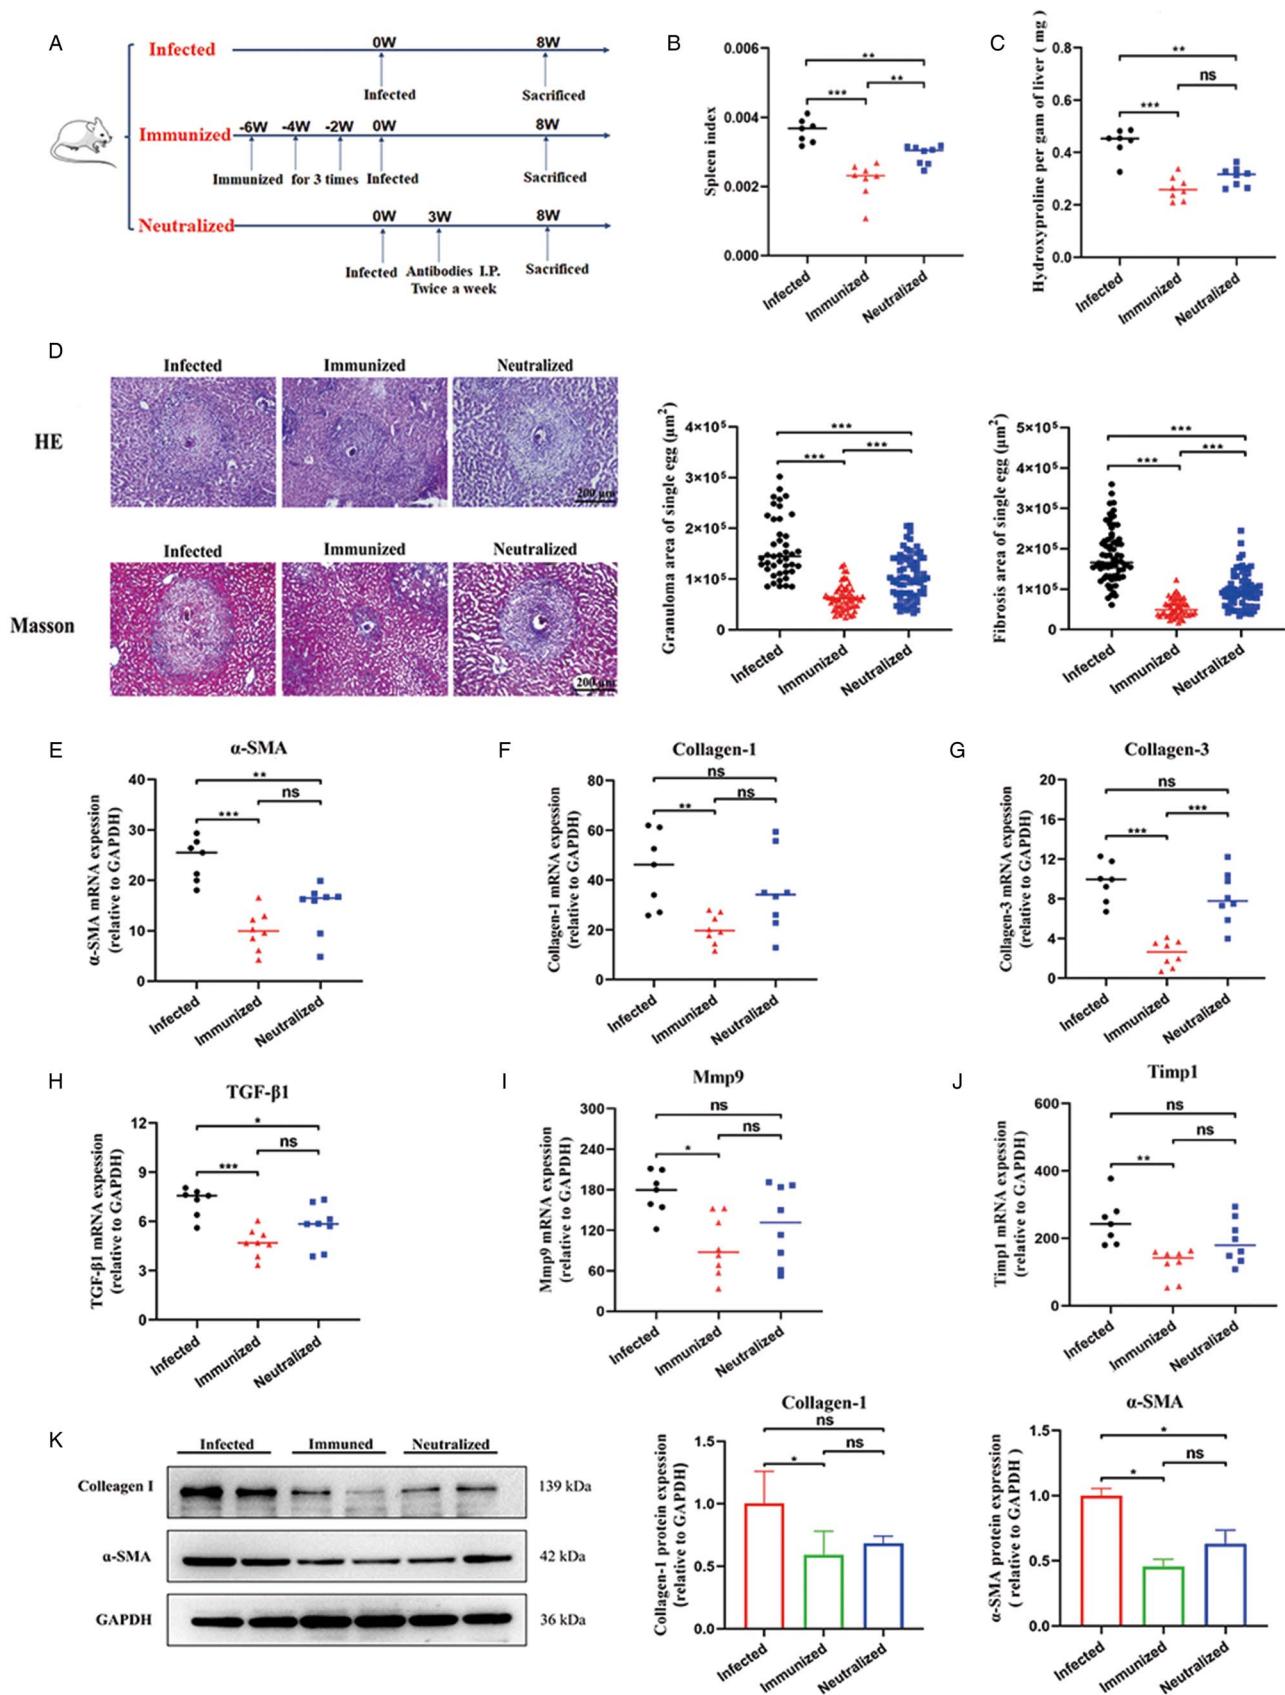 A
Infected
0W
8W
Infected
Sacrificed
Immunized
-6W
-4W
-2W
0W
8W
Immunized for 3 times
Infected
Sacrificed
Neutralized
0W
3W
8W
Infected
Antibodies I.P.
Twice a week
Sacrificed
B
Spleen index
0.006
0.004
0.002
0.000
**
**
***
Infected
Immunized
Neutralized
C
Hydroxyproline per gam of liver ( mg )
0.8
0.6
0.4
0.2
0.0
**
ns
***
Infected
Immunized
Neutralized
D
Infected
Immunized
Neutralized
HE
200 μm
Infected
Immunized
Neutralized
Masson
200 μm
Granuloma area of single egg (μm²)
4×10⁵
3×10⁵
2×10⁵
1×10⁵
0
***
***
***
Infected
Immunized
Neutralized
Fibrosis area of single egg (μm²)
5×10⁵
4×10⁵
3×10⁵
2×10⁵
1×10⁵
0
***
***
***
Infected
Immunized
Neutralized
E
α-SMA
α-SMA mRNA expession
(relative to GAPDH)
40
30
20
10
0
**
ns
***
Infected
Immunized
Neutralized
F
Collagen-1
Collagen-1 mRNA expession
(relative to GAPDH)
80
60
40
20
0
ns
ns
**
Infected
Immunized
Neutralized
G
Collagen-3
Collagen-3 mRNA expession
(relative to GAPDH)
20
16
12
8
4
0
ns
***
***
Infected
Immunized
Neutralized
H
TGF-β1
TGF-β1 mRNA expession
(relative to GAPDH)
12
9
6
3
0
*
ns
***
Infected
Immunized
Neutralized
I
Mmp9
Mmp9 mRNA expession
(relative to GAPDH)
300
240
180
120
60
0
ns
ns
*
Infected
Immunized
Neutralized
J
Timp1
Timp1 mRNA expession
(relative to GAPDH)
600
400
200
0
ns
ns
**
Infected
Immunized
Neutralized
K
Infected
Immuned
Neutralized
Colleagen I
139 kDa
α-SMA
42 kDa
GAPDH
36 kDa
Collagen-1
Collagen-1 protein expession
(relative to GAPDH)
1.5
1.0
0.5
0.0
ns
ns
*
Infected
Immunized
Neutralized
α-SMA
α-SMA protein expession
( relative to GAPDH )
1.5
1.0
0.5
0.0
*
ns
*
Infected
Immunized
Neutralized